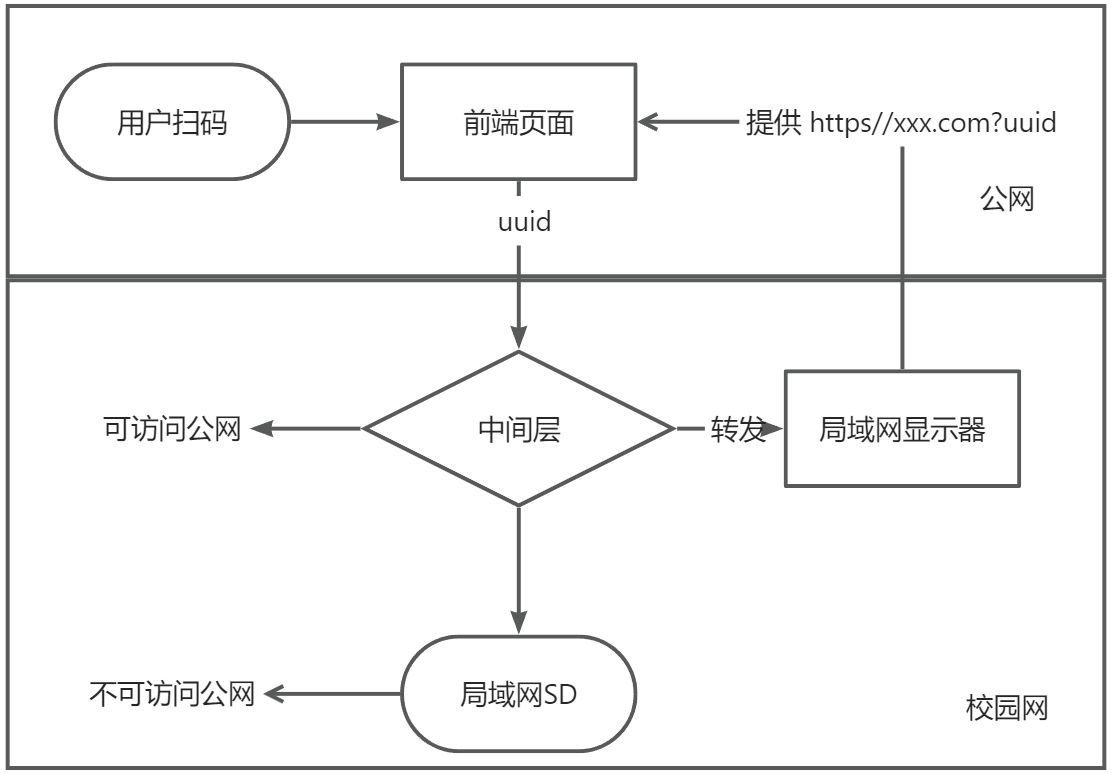 用户扫码
前端页面
提供 https//xxx.com?uuid
公网
uuid
可访问公网
中间层
转发
局域网显示器
不可访问公网
局域网SD
校园网